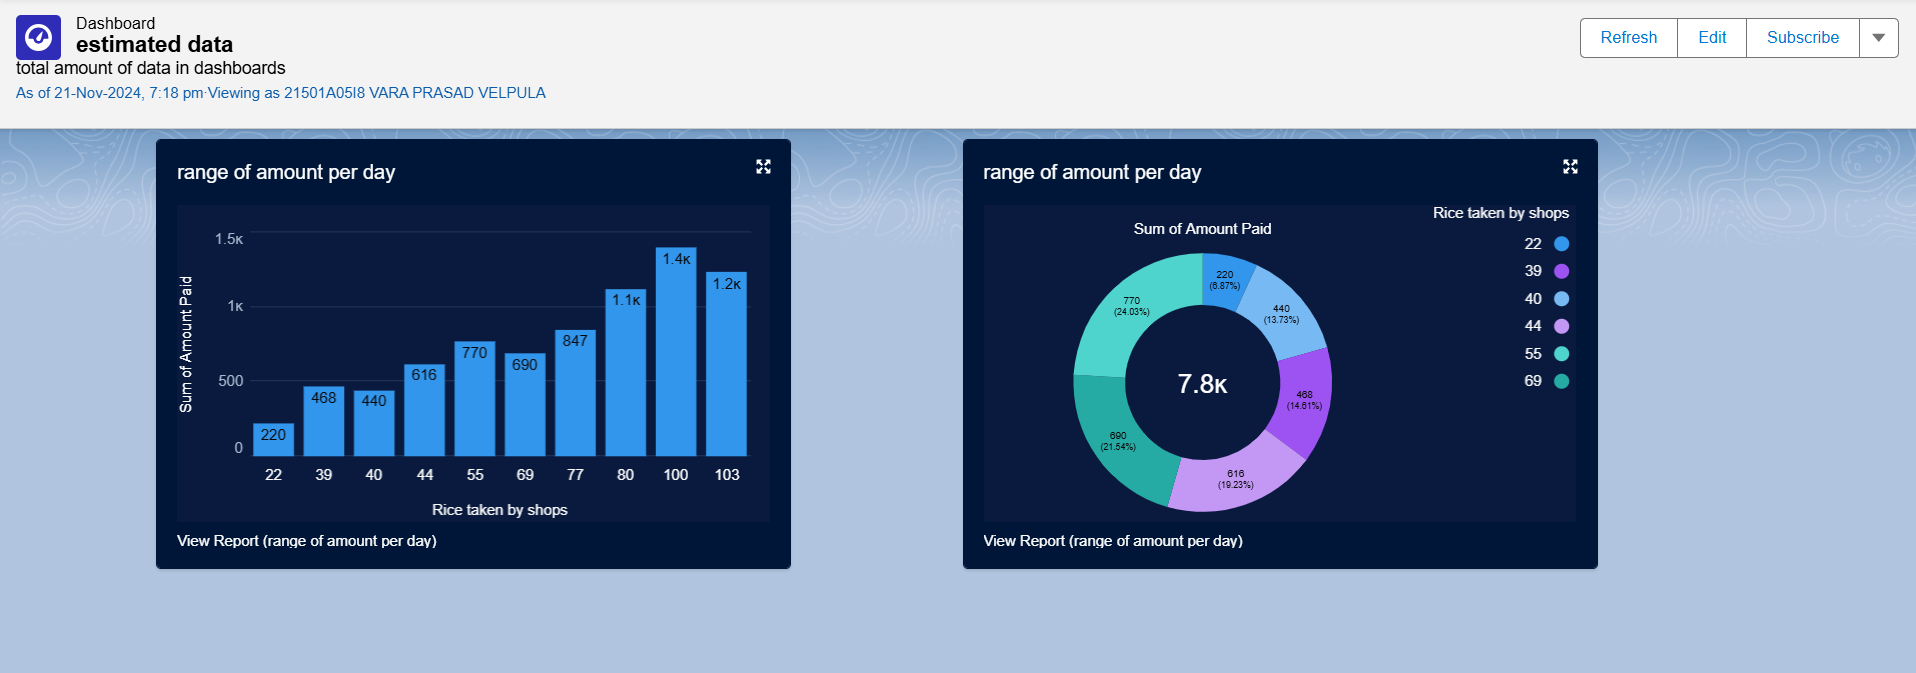 Dashboard
estimated data
total amount of data in dashboards
As of 21-Nov-2024, 7:18 pm·Viewing as 21501A05I8 VARA PRASAD VELPULA
Refresh
Edit
Subscribe
range of amount per day
Sum of Amount Paid
1.5K
1K
500
0
220
468
440
616
770
690
847
1.1K
1.4K
1.2K
22
39
40
44
55
69
77
80
100
103
Rice taken by shops
View Report (range of amount per day)
range of amount per day
Sum of Amount Paid
Rice taken by shops
22
39
40
44
55
69
220
(6.87%)
440
(13.73%)
468
(14.61%)
616
(19.23%)
690
(21.54%)
770
(24.03%)
7.8K
View Report (range of amount per day)